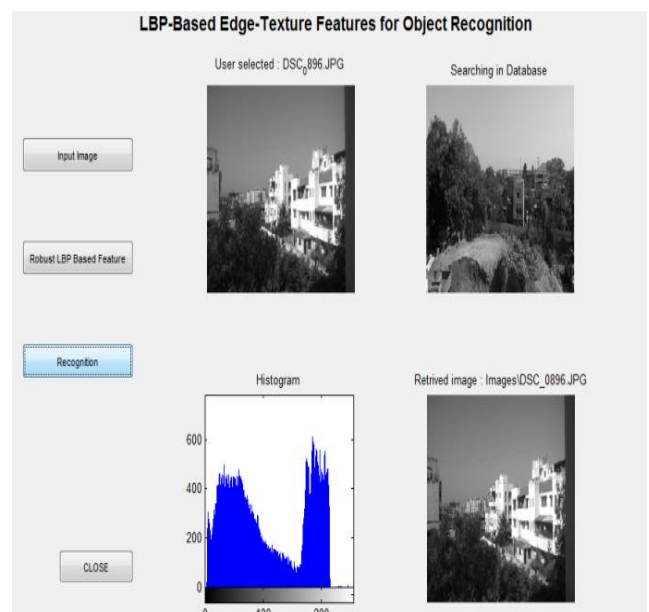 LBP-Based Edge-Texture Features for Object Recognition
User selected : DSC_0896.JPG
Searching in Database
Input Image
Robust LBP Based Feature
Recognition
Histogram
Retrived image : Images\DSC_0896.JPG
600
400
200
0
0 100 200
CLOSE